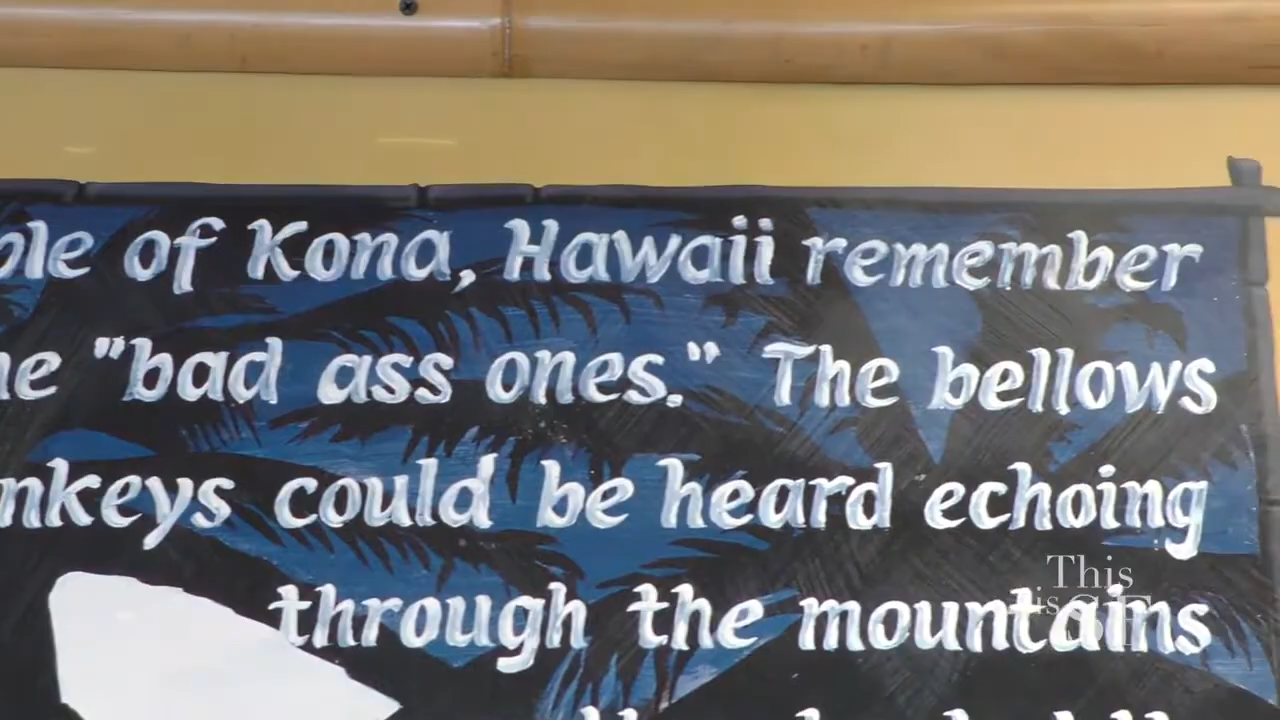 ple of Kona, Hawaii remember
ne "bad ass ones." The bellows
nkeys could be heard echoing
through the mountains
This
is